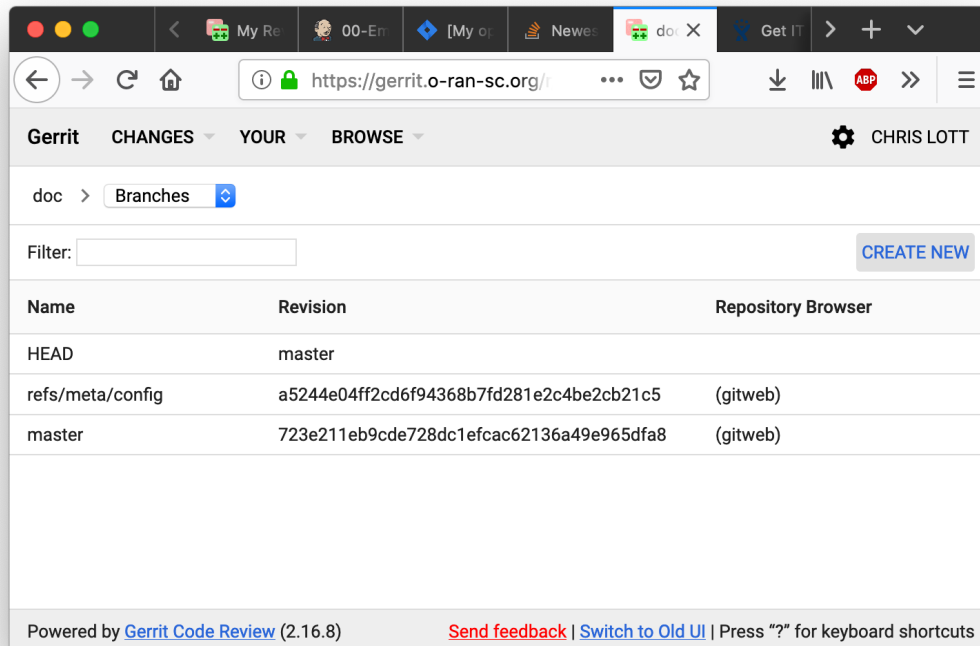 My Re 00-Em [My op Newes doc Get IT
https://gerrit.o-ran-sc.org/ ABP
Gerrit CHANGES YOUR BROWSE CHRIS LOTT
doc > Branches
Filter: CREATE NEW
Name Revision Repository Browser
HEAD master
refs/meta/config a5244e04ff2cd6f94368b7fd281e2c4be2cb21c5 (gitweb)
master 723e211eb9cde728dc1efcac62136a49e965dfa8 (gitweb)
Powered by Gerrit Code Review (2.16.8) Send feedback | Switch to Old UI | Press “?” for keyboard shortcuts